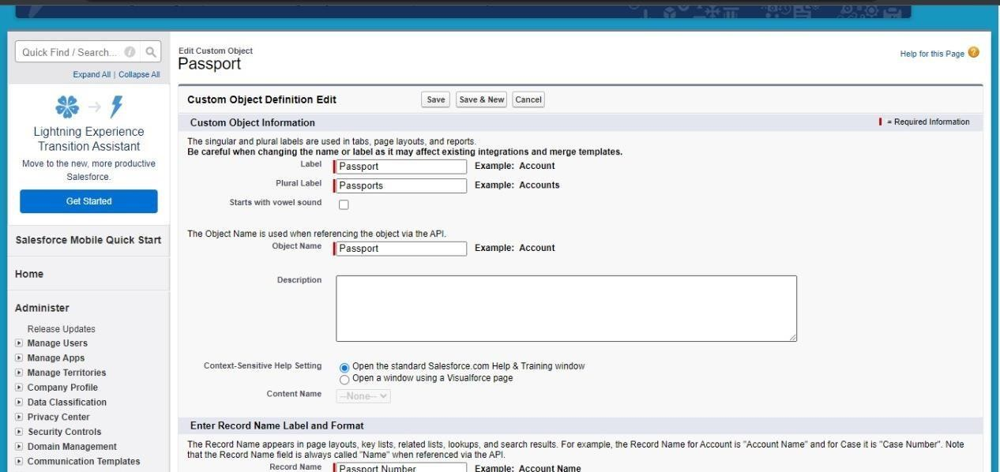 Quick Find / Search...
Expand All | Collapse All
Lightning Experience
Transition Assistant
Move to the new, more productive
Salesforce.
Get Started
Salesforce Mobile Quick Start
Home
Administer
Release Updates
Manage Users
Manage Apps
Manage Territories
Company Profile
Data Classification
Privacy Center
Security Controls
Domain Management
Communication Templates
Edit Custom Object
Passport
Help for this Page ?
Custom Object Definition Edit Save Save & New Cancel
Custom Object Information = Required Information
The singular and plural labels are used in tabs, page layouts, and reports.
Be careful when changing the name or label as it may affect existing integrations and merge templates.
Label Passport Example: Account
Plural Label Passports Example: Accounts
Starts with vowel sound
The Object Name is used when referencing the object via the API.
Object Name Passport Example: Account
Description
Context-Sensitive Help Setting Open the standard Salesforce.com Help & Training window
Open a window using a Visualforce page
Content Name --None--
Enter Record Name Label and Format
The Record Name appears in page layouts, key lists, related lists, lookups, and search results. For example, the Record Name for Account is "Account Name" and for Case it is "Case Number". Note
that the Record Name field is always called "Name" when referenced via the API.
Record Name Passport Number Example: Account Name